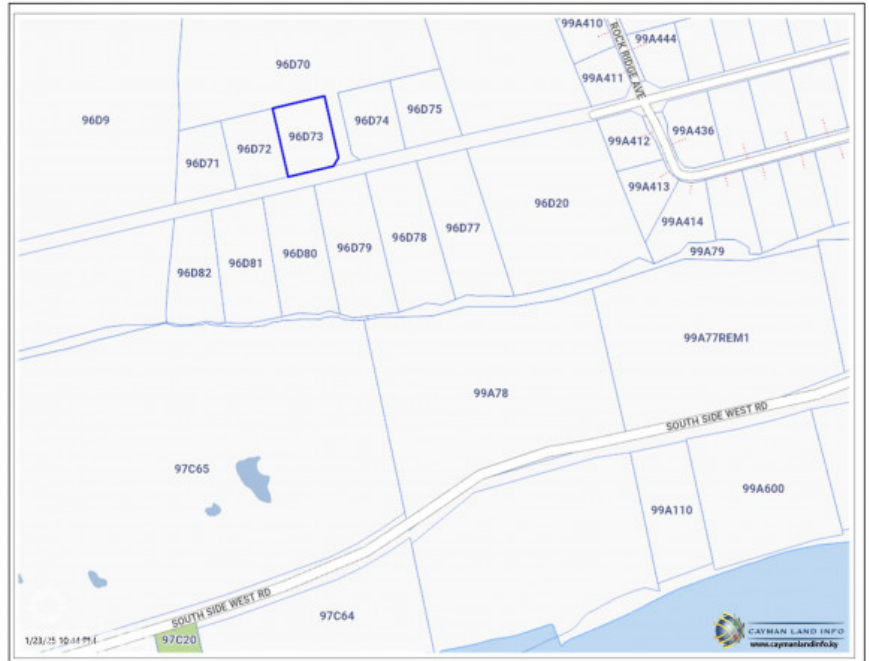 99A410
99A444
ROCK RIDGE AVE
96D70
99A411
96D9
96D75
96D74
96D73
96D72
96D71
99A412
99A436
99A413
96D20
99A414
96D77
96D78
96D79
96D80
96D81
96D82
99A79
99A77REM1
99A78
SOUTH SIDE WEST RD
97C65
99A600
99A110
SOUTH SIDE WEST RD
97C64
97C20
CAYMAN LAND INFO
www.caymanlandinfo.ky